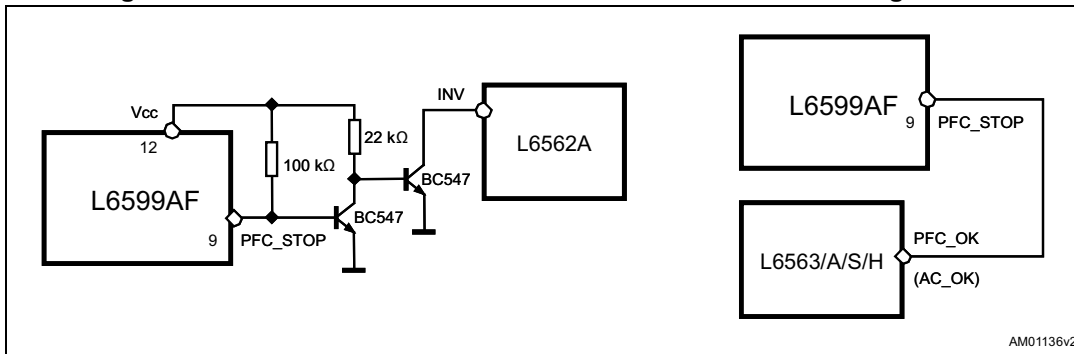 Vcc
12
L6599AF
9
PFC_STOP
100 kΩ
22 kΩ
BC547
BC547
INV
L6562A
L6599AF
9
PFC_STOP
L6563/A/S/H
PFC_OK
(AC_OK)
AM01136v2